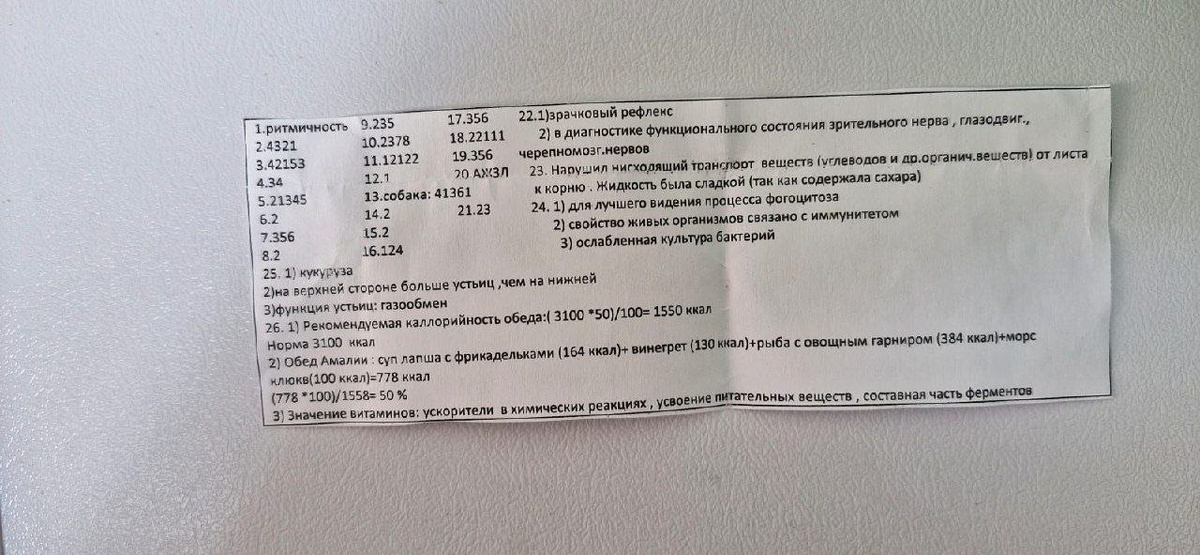 1.ритмичность 9.235 17.356 22.1)зрачковый рефлекс
2.4321 10.2378 18.22111 2) в диагностике функционального состояния зрительного нерва , глазодвиг.,
3.42153 11.12122 19.356 черепномозг.нервов
4.34 12.1 20 АЖЗЛ 23. Нарушил нисходящий транспорт веществ (углеводов и др.органич.веществ) от листа
5.21345 13.собака: 41361 к корню . Жидкость была сладкой (так как содержала сахара)
6.2 14.2 21.23 24. 1) для лучшего видения процесса фогоцитоза
7.356 15.2 2) свойство живых организмов связано с иммунитетом
8.2 16.124 3) ослабленная культура бактерий
25. 1) кукуруза
2)на верхней стороне больше устьиц ,чем на нижней
3)функция устьиц: газообмен
26. 1) Рекомендуемая каллорийность обеда:( 3100 *50)/100= 1550 ккал
Норма 3100 ккал
2) Обед Амалии : суп лапша с фрикадельками (164 ккал)+ винегрет (130 ккал)+рыба с овощным гарниром (384 ккал)+морс
клюкв(100 ккал)=778 ккал
(778 *100)/1558= 50 %
3) Значение витаминов: ускорители в химических реакциях , усвоение питательных веществ , составная часть ферментов